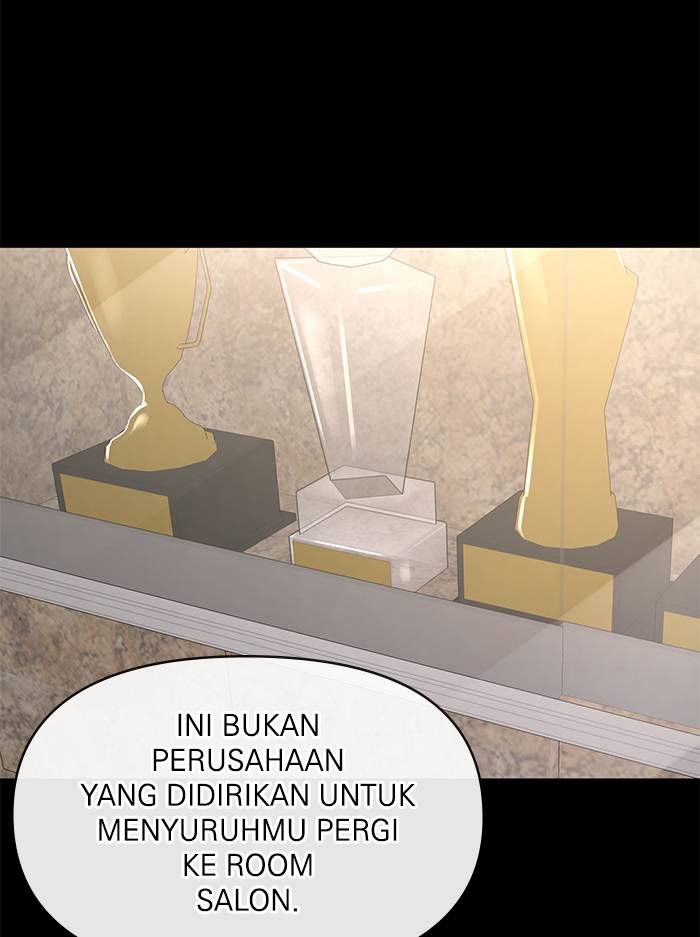 INI BUKAN
PERUSAHAAN
YANG DIDIRIKAN UNTUK
MENYURUHMU PERGI
KE ROOM
SALON.